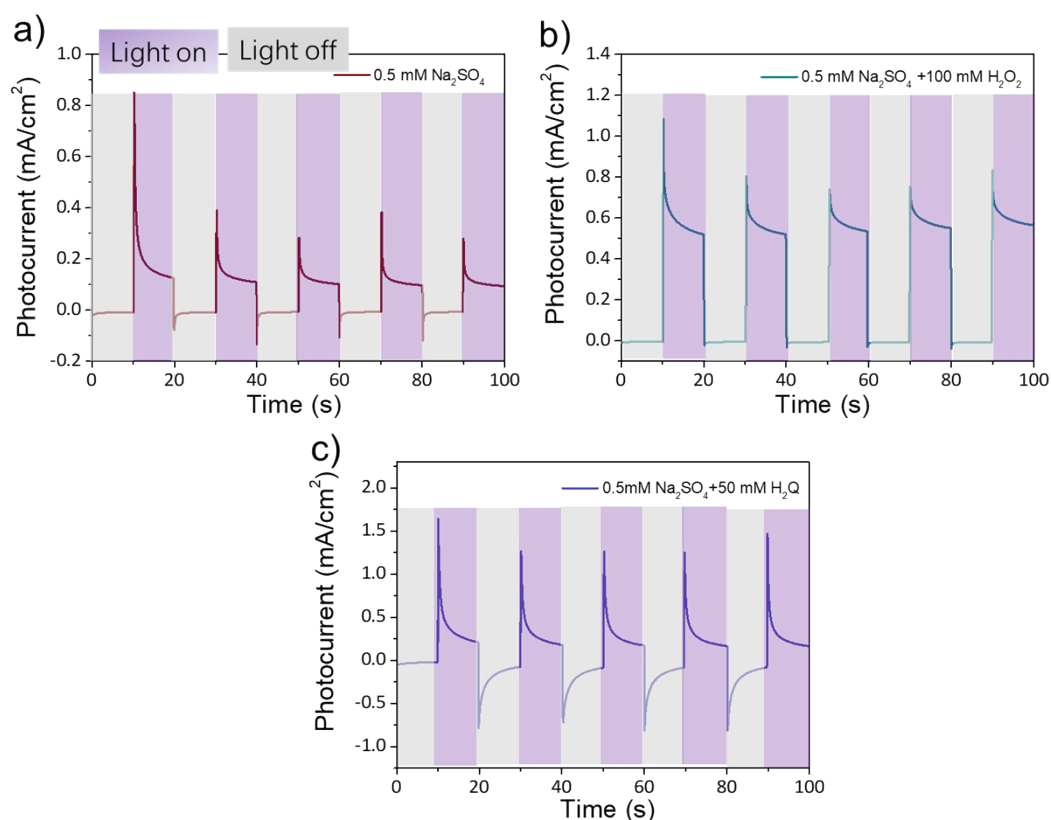 a)
Light on
Light off
0.5 mM Na₂SO₄
Photocurrent (mA/cm²)
1.0
0.8
0.6
0.4
0.2
0.0
-0.2
0 20 40 60 80 100
Time (s)
b)
0.5 mM Na₂SO₄ +100 mM H₂O₂
Photocurrent (mA/cm²)
1.4
1.2
1.0
0.8
0.6
0.4
0.2
0.0
0 20 40 60 80 100
Time (s)
c)
0.5mM Na₂SO₄+50 mM H₂Q
Photocurrent (mA/cm²)
2.0
1.5
1.0
0.5
0.0
-0.5
-1.0
0 20 40 60 80 100
Time (s)